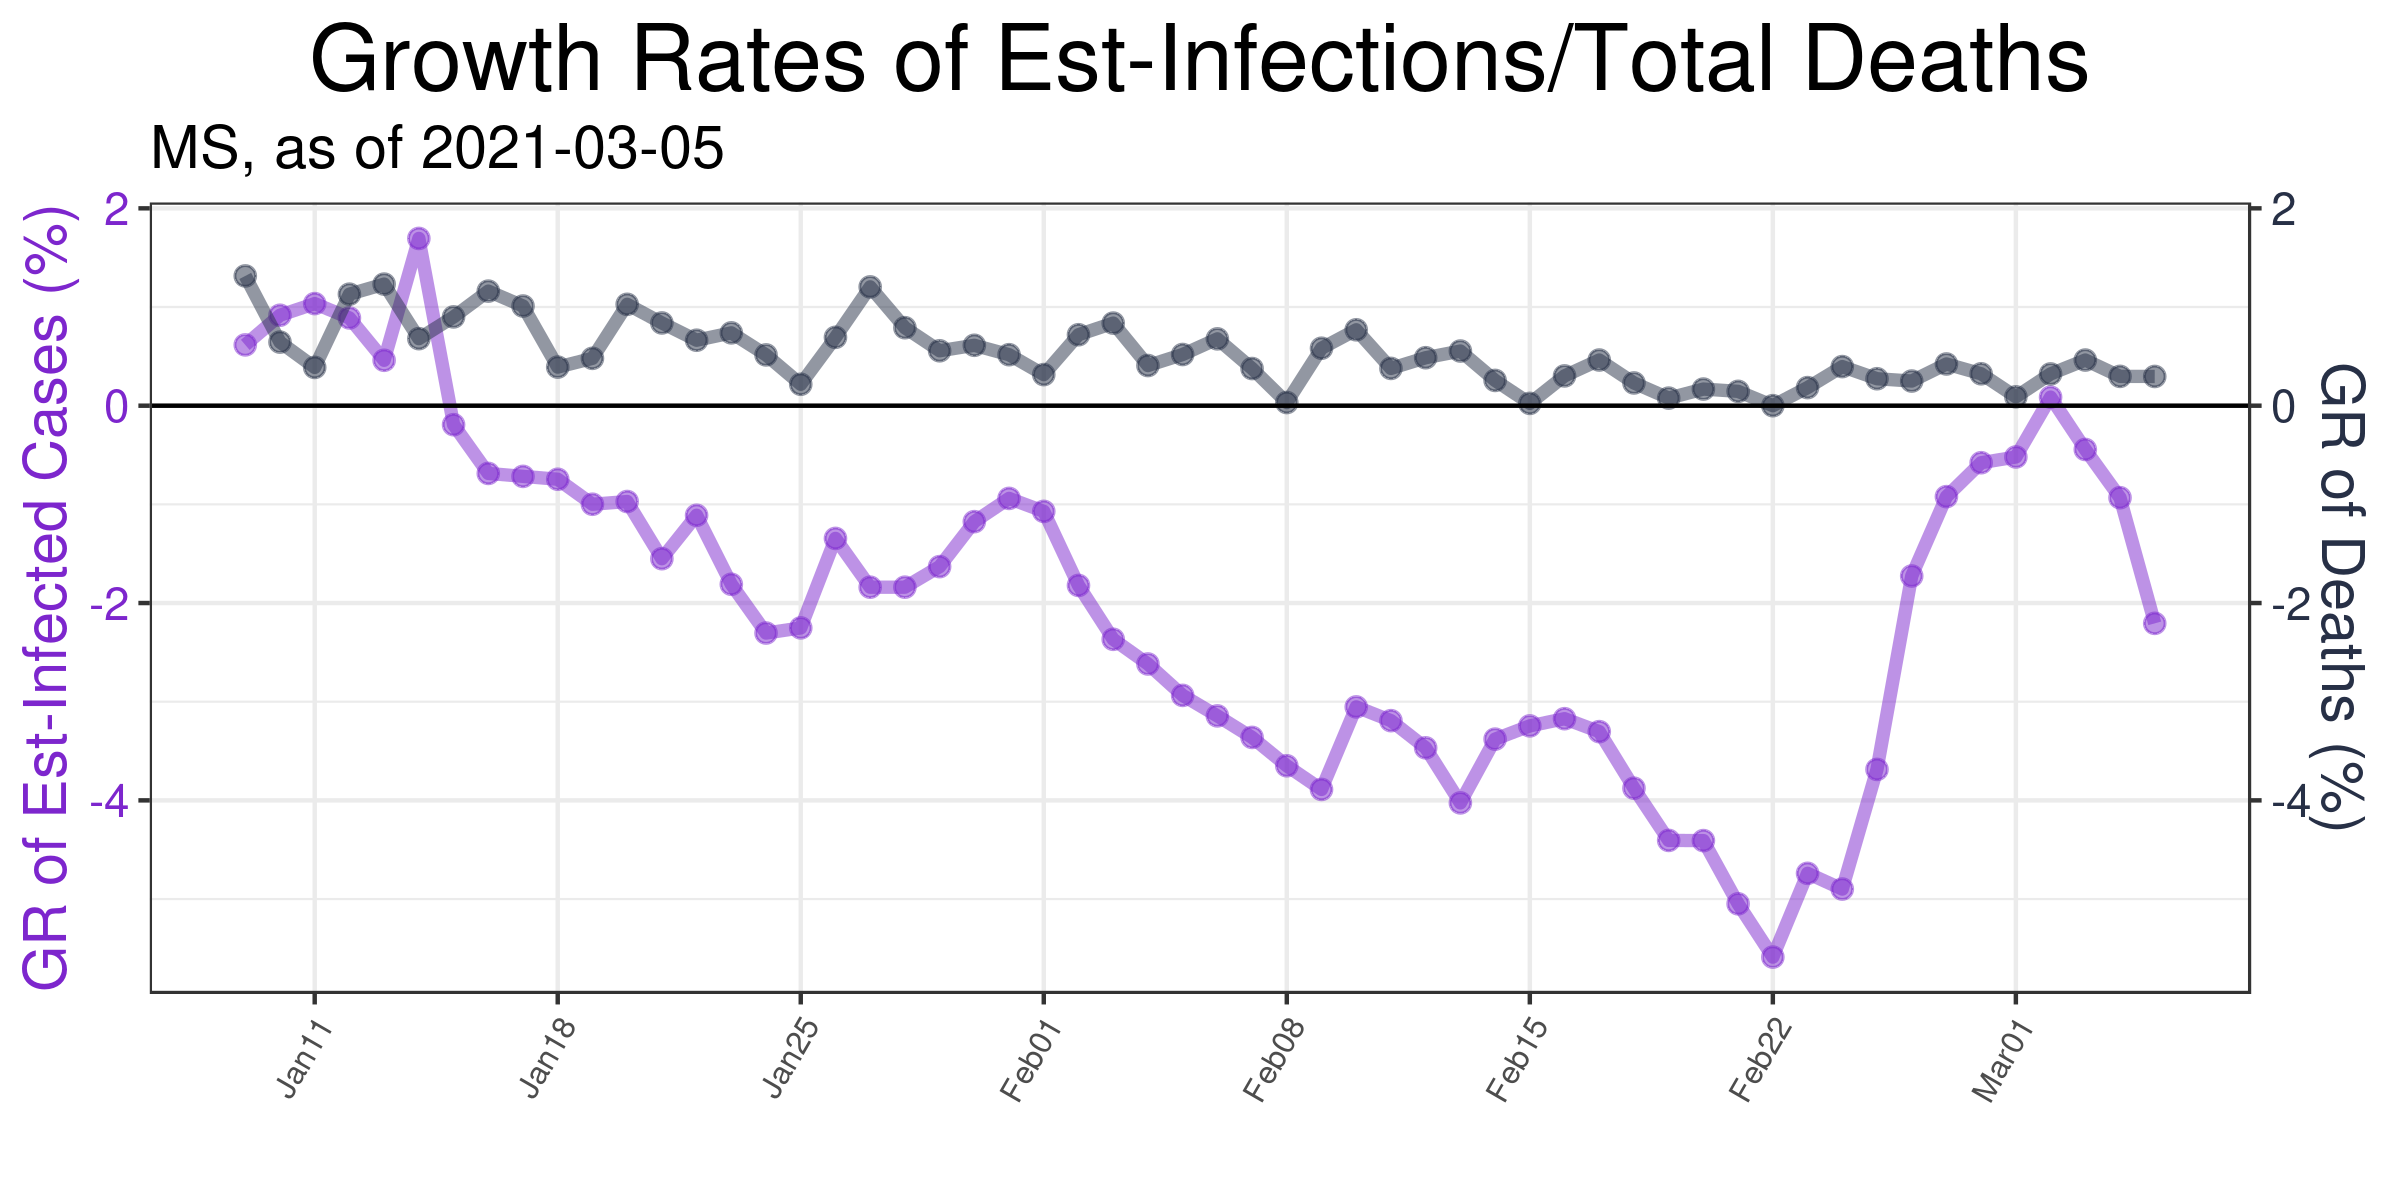 Growth Rates of Est-Infections/Total Deaths
MS, as of 2021-03-05
GR of Est-Infected Cases (%)
2
0
-2
-4
2
0
-2
-4
GR of Deaths (%)
Jan11
Jan18
Jan25
Feb01
Feb08
Feb15
Feb22
Mar01